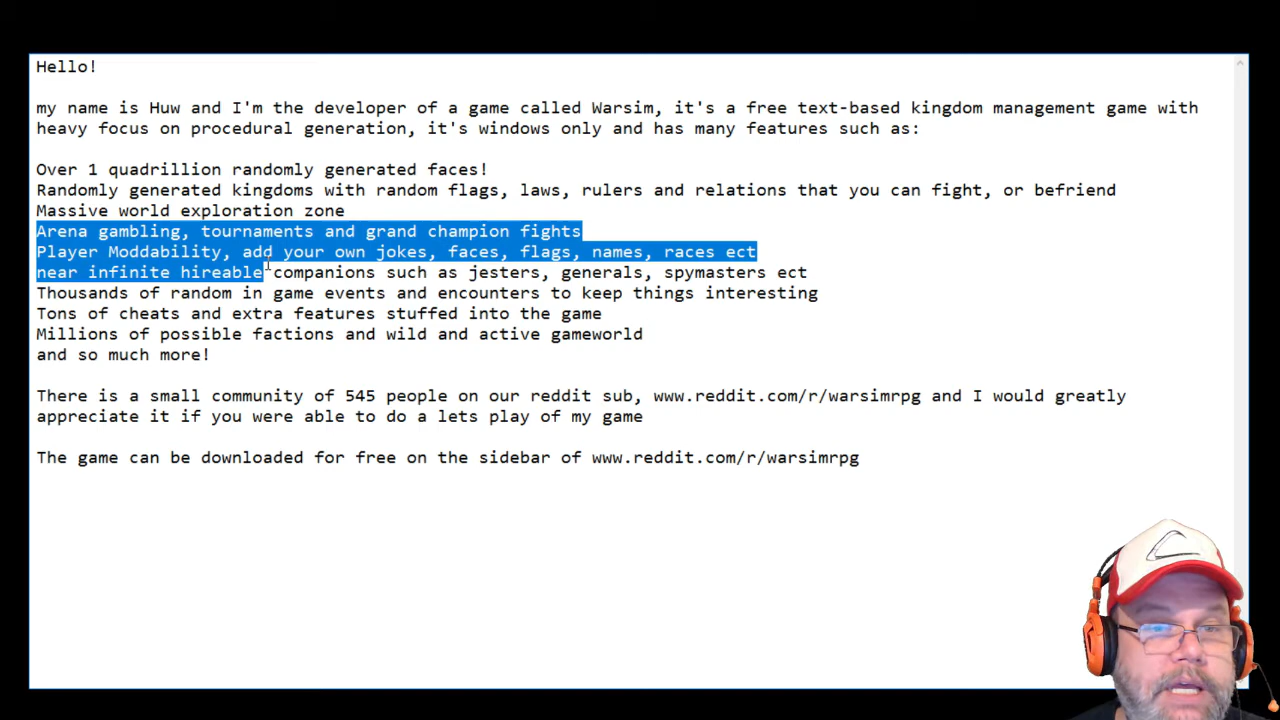 Hello!
my name is Huw and I'm the developer of a game called Warsim, it's a free text-based kingdom management game with
heavy focus on procedural generation, it's windows only and has many features such as:
Over 1 quadrillion randomly generated faces!
Randomly generated kingdoms with random flags, laws, rulers and relations that you can fight, or befriend
Massive world exploration zone
Arena gambling, tournaments and grand champion fights
Player Moddability, add your own jokes, faces, flags, names, races ect
near infinite hireable companions such as jesters, generals, spymasters ect
Thousands of random in game events and encounters to keep things interesting
Tons of cheats and extra features stuffed into the game
Millions of possible factions and wild and active gameworld
and so much more!
There is a small community of 545 people on our reddit sub, www.reddit.com/r/warsimrpg and I would greatly
appreciate it if you were able to do a lets play of my game
The game can be downloaded for free on the sidebar of www.reddit.com/r/warsimrpg